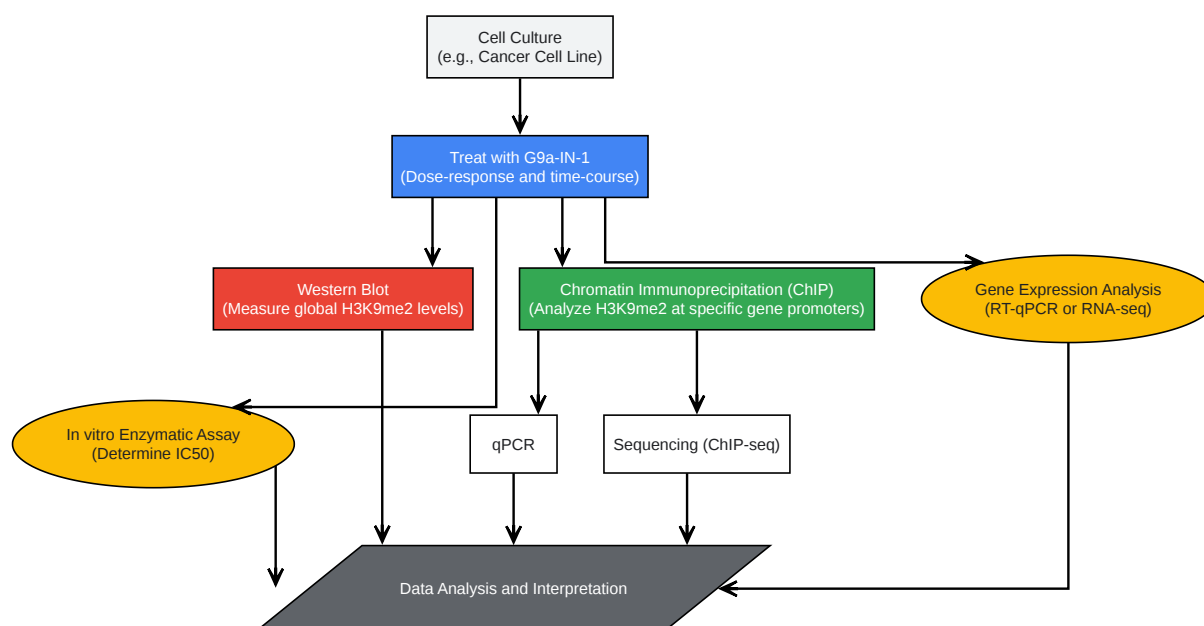 Cell Culture
(e.g., Cancer Cell Line)
Treat with G9a-IN-1
(Dose-response and time-course)
Western Blot
(Measure global H3K9me2 levels)
Chromatin Immunoprecipitation (ChIP)
(Analyze H3K9me2 at specific gene promoters)
Gene Expression Analysis
(RT-qPCR or RNA-seq)
In vitro Enzymatic Assay
(Determine IC50)
qPCR
Sequencing (ChIP-seq)
Data Analysis and Interpretation